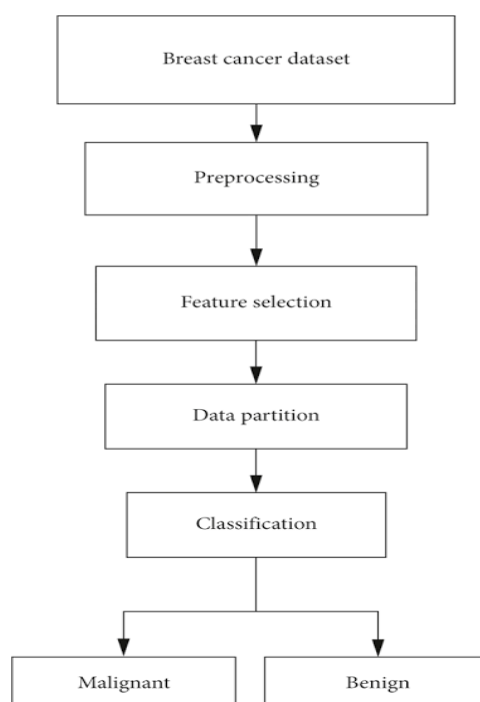 Breast cancer dataset
Preprocessing
Feature selection
Data partition
Classification
Malignant
Benign